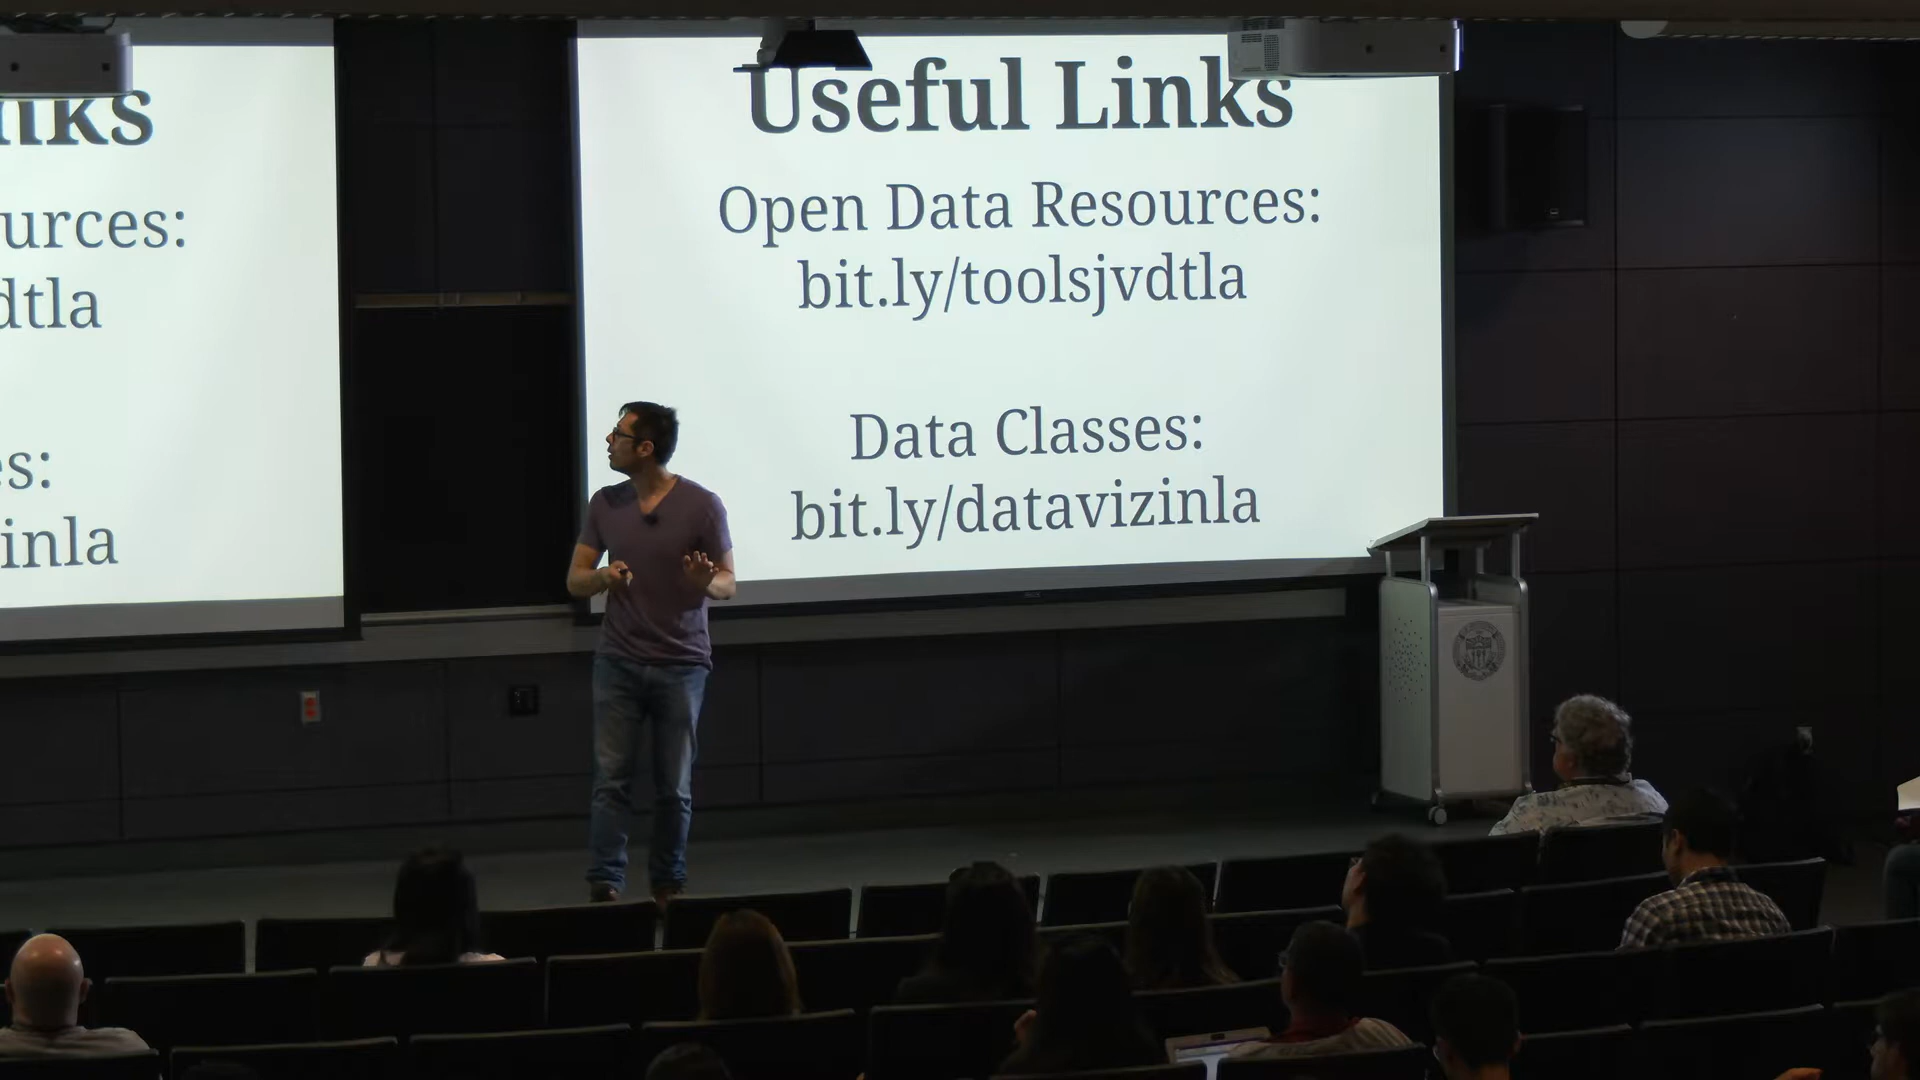 nks
urces:
dtla
es:
inla
Useful Links
Open Data Resources:
bit.ly/toolsjvdtla
Data Classes:
bit.ly/datavizinla